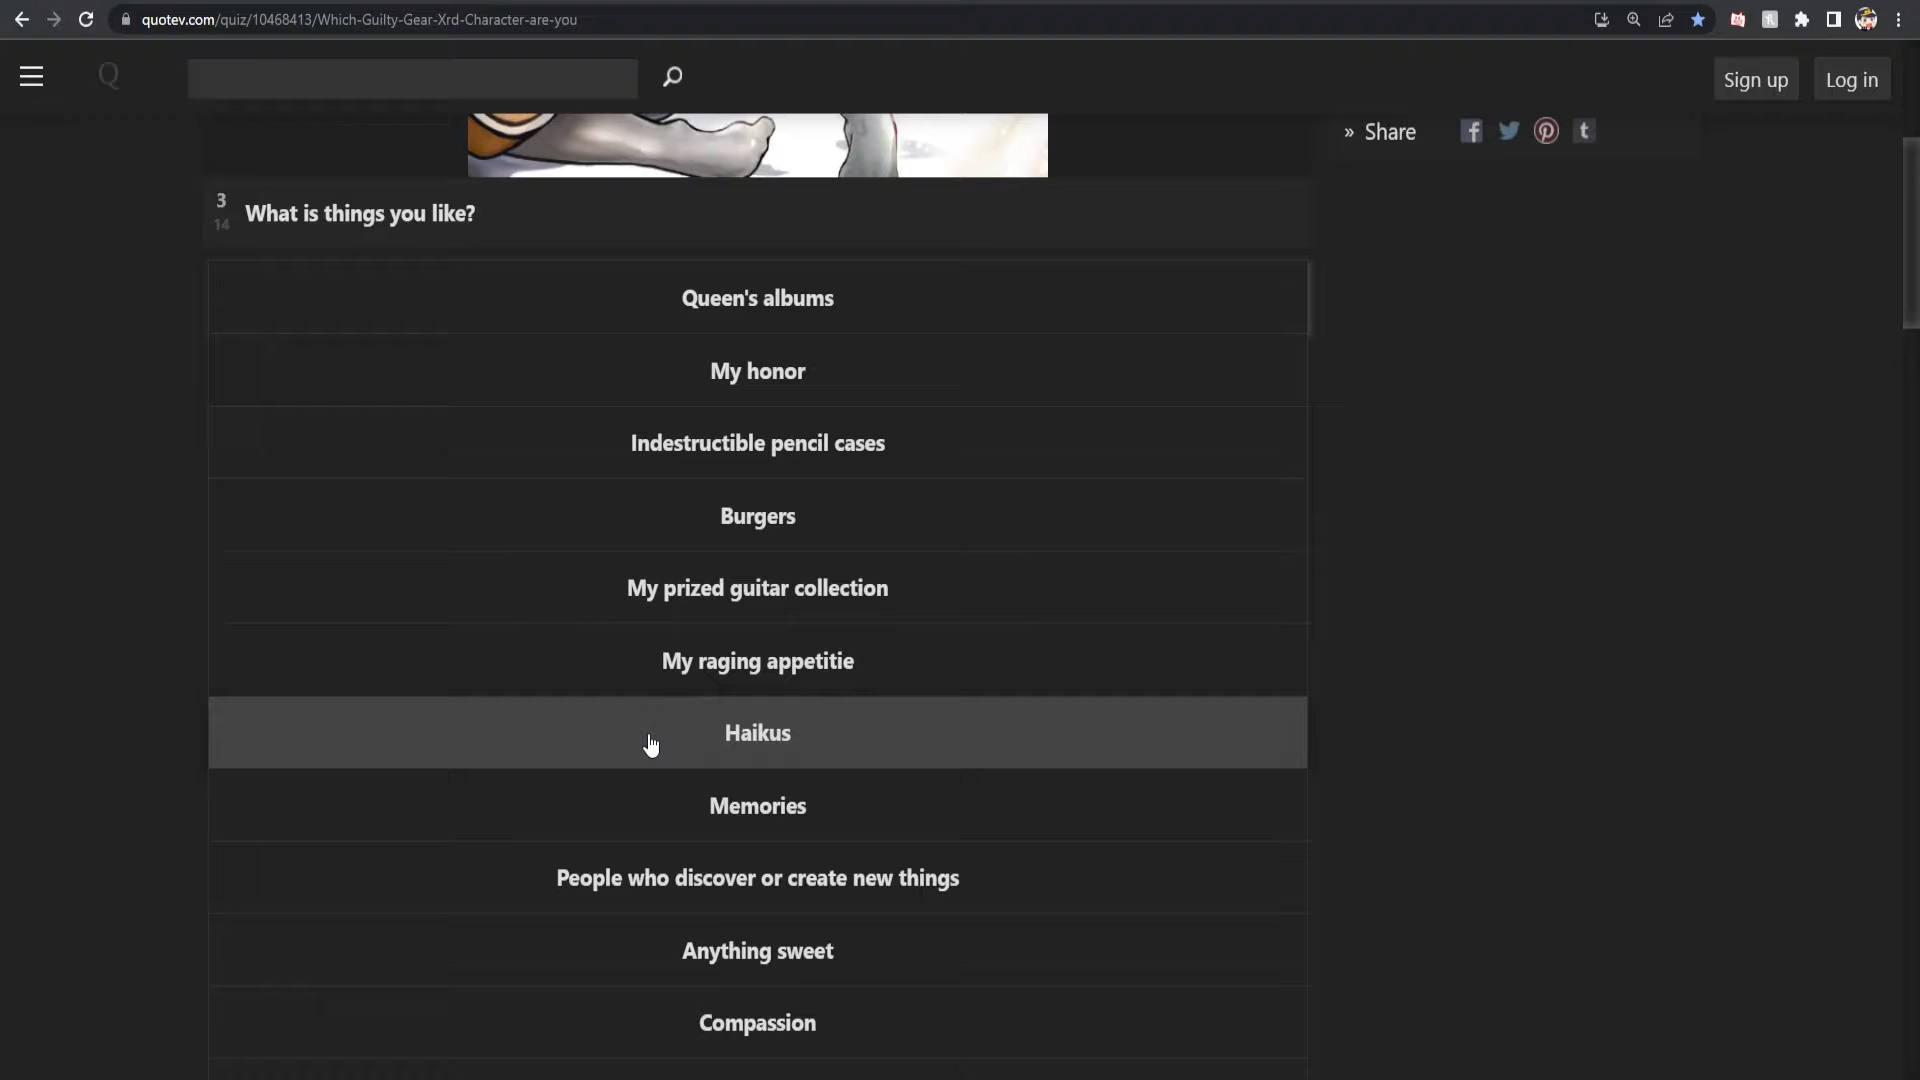 quotev.com/quiz/10468413/Which-Guilty-Gear-Xrd-Character-are-you
Q
Sign up
Log in
» Share
f
t
3
14
What is things you like?
Queen's albums
My honor
Indestructible pencil cases
Burgers
My prized guitar collection
My raging appetitie
Haikus
Memories
People who discover or create new things
Anything sweet
Compassion